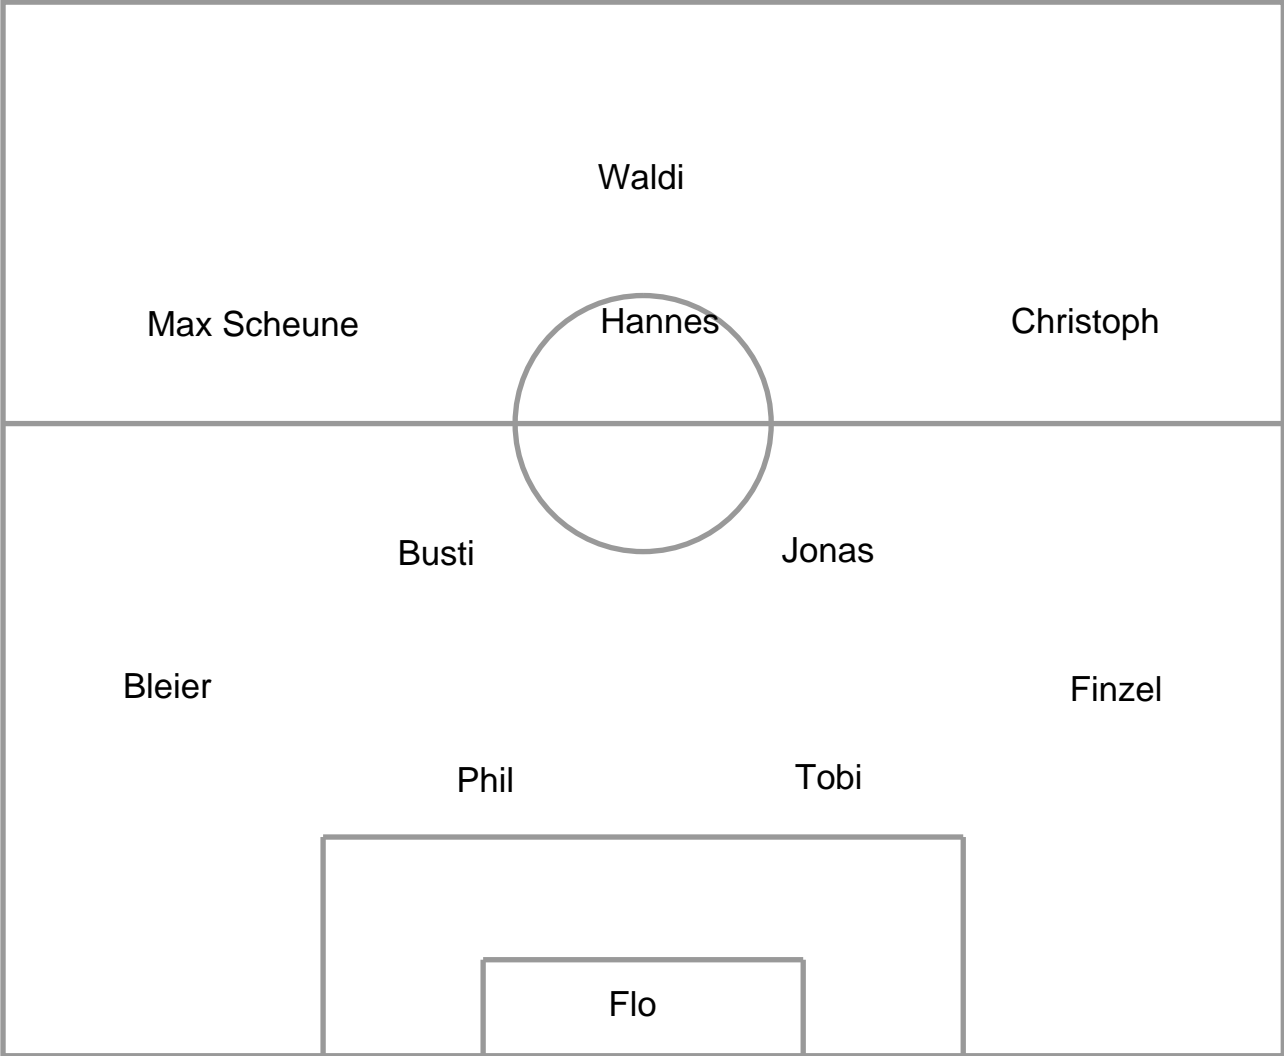 Waldi
Max Scheune Hannes Christoph
Busti Jonas
Bleier Finzel
Phil Tobi
Flo